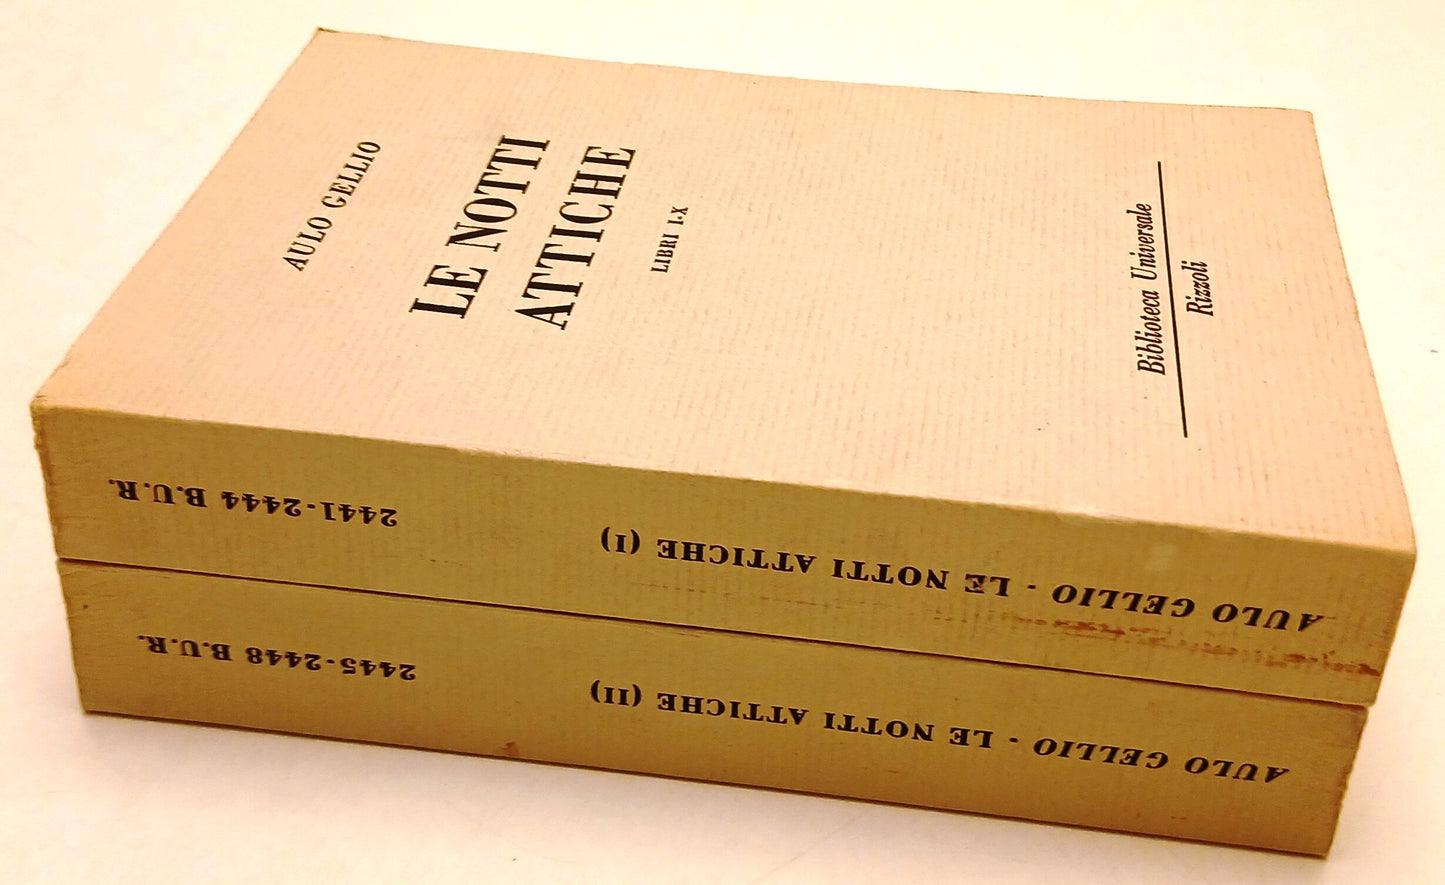 AULO GELLIO
LE NOTTI
ATTICHE
LIBRI I-X
Biblioteca Universale
Rizzoli
AULO GELLIO - LE NOTTI ATTICHE (I) 2441-2444 B.U.R.
AULO GELLIO - LE NOTTI ATTICHE (II) 2445-2448 B.U.R.